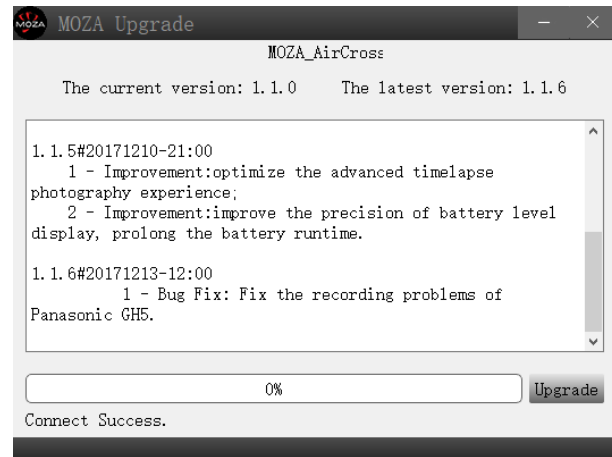 MOZA MOZA Upgrade
MOZA_AirCross
The current version: 1.1.0 The latest version: 1.1.6
1.1.5#20171210-21:00
1 - Improvement:optimize the advanced timelapse
photography experience;
2 - Improvement:improve the precision of battery level
display, prolong the battery runtime.
1.1.6#20171213-12:00
1 - Bug Fix: Fix the recording problems of
Panasonic GH5.
0% Upgrade
Connect Success.